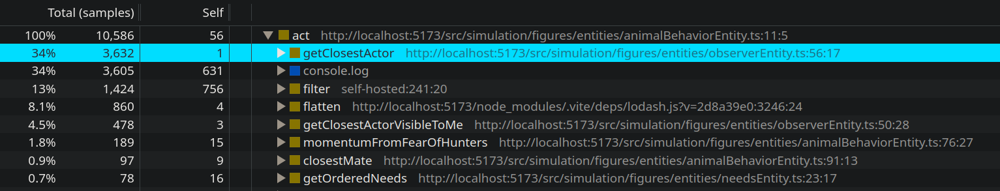 Total (samples) Self
100% 10,586 56 act http://localhost:5173/src/simulation/figures/entities/animalBehaviorEntity.ts:11:5
34% 3,632 1 getClosestActor http://localhost:5173/src/simulation/figures/entities/observerEntity.ts:56:17
34% 3,605 631 console.log
13% 1,424 756 filter self-hosted:241:20
8.1% 860 4 flatten http://localhost:5173/node_modules/.vite/deps/lodash.js?v=2d8a39e0:3246:24
4.5% 478 3 getClosestActorVisibleToMe http://localhost:5173/src/simulation/figures/entities/observerEntity.ts:50:28
1.8% 189 15 momentumFromFearOfHunters http://localhost:5173/src/simulation/figures/entities/animalBehaviorEntity.ts:76:27
0.9% 97 9 closestMate http://localhost:5173/src/simulation/figures/entities/animalBehaviorEntity.ts:91:13
0.7% 78 16 getOrderedNeeds http://localhost:5173/src/simulation/figures/entities/needsEntity.ts:23:17